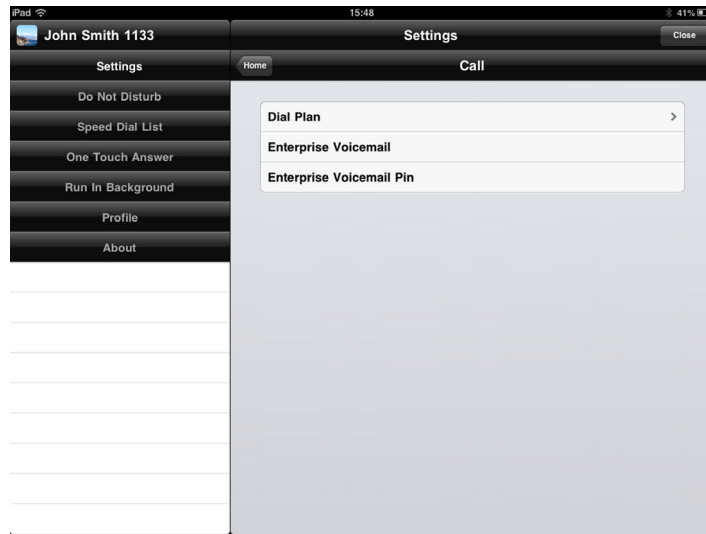 iPad 15:48 41%
John Smith 1133
Settings
Close
Settings
Home
Call
Do Not Disturb
Speed Dial List
One Touch Answer
Run In Background
Profile
About
Dial Plan
Enterprise Voicemail
Enterprise Voicemail Pin